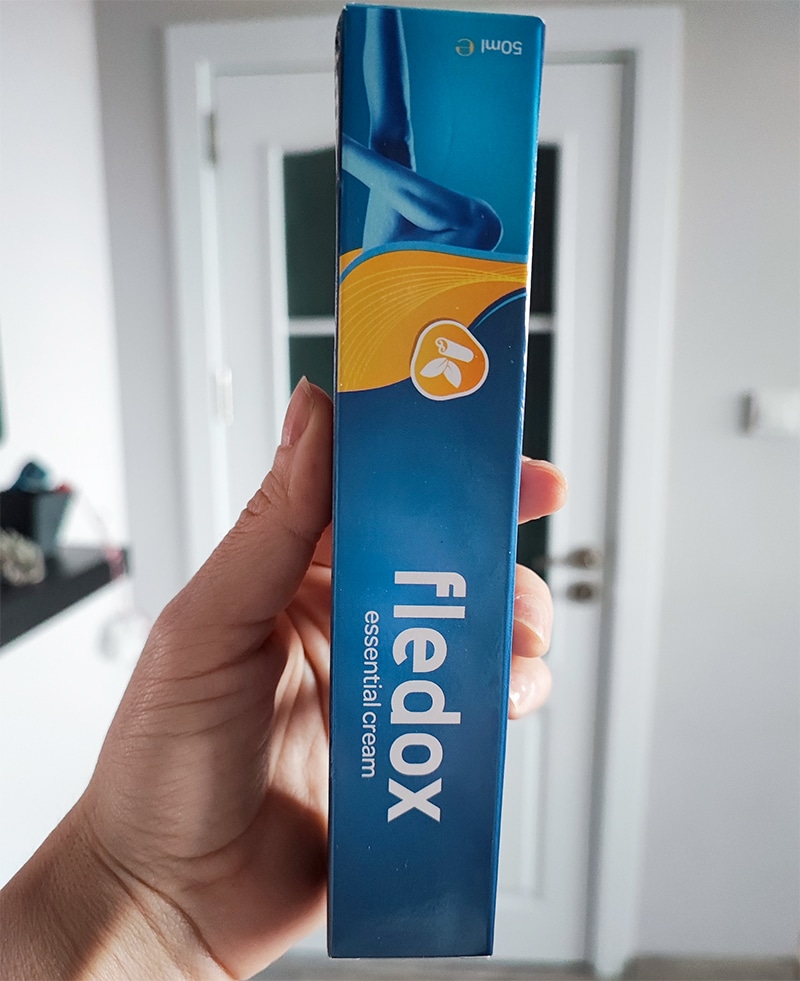 50ml ℮
fledox
essential cream